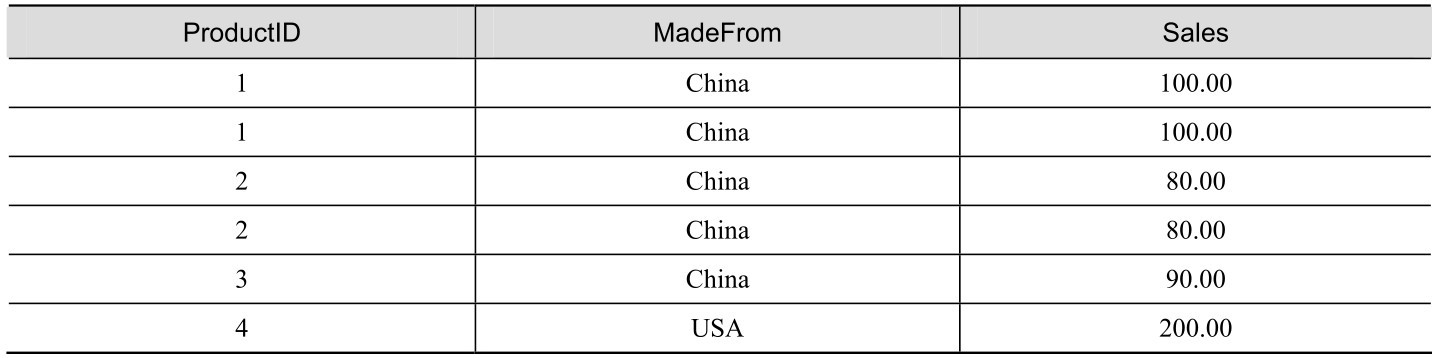 ProductID MadeFrom Sales
1 China 100.00
1 China 100.00
2 China 80.00
2 China 80.00
3 China 90.00
4 USA 200.00